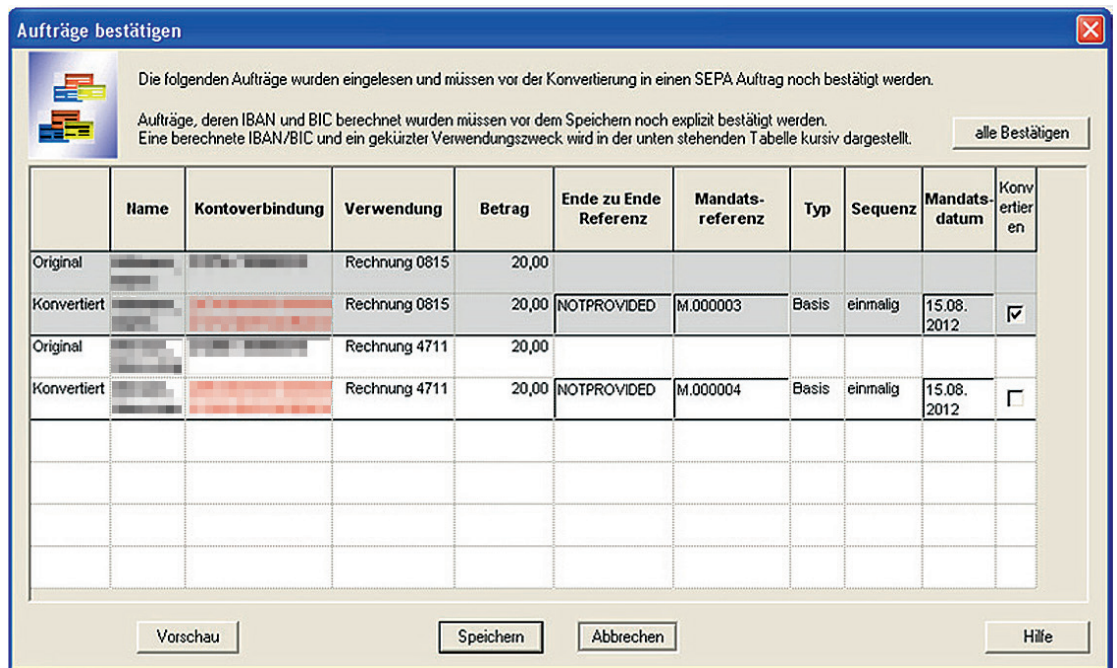 Aufträge bestätigen
Die folgenden Aufträge wurden eingelesen und müssen vor der Konvertierung in einen SEPA Auftrag noch bestätigt werden.
Aufträge, deren IBAN und BIC berechnet wurden müssen vor dem Speichern noch explizit bestätigt werden.
Eine berechnete IBAN/BIC und ein gekürzter Verwendungszweck wird in der unten stehenden Tabelle kursiv dargestellt.
alle Bestätigen
Name Kontoverbindung Verwendung Betrag Ende zu Ende Referenz Mandats-referenz Typ Sequenz Mandats-datum Konvertieren
Original Rechnung 0815 20,00
Konvertiert Rechnung 0815 20,00 NOTPROVIDED M.000003 Basis einmalig 15.08. 2012
Original Rechnung 4711 20,00
Konvertiert Rechnung 4711 20,00 NOTPROVIDED M.000004 Basis einmalig 15.08. 2012
Vorschau Speichern Abbrechen Hilfe